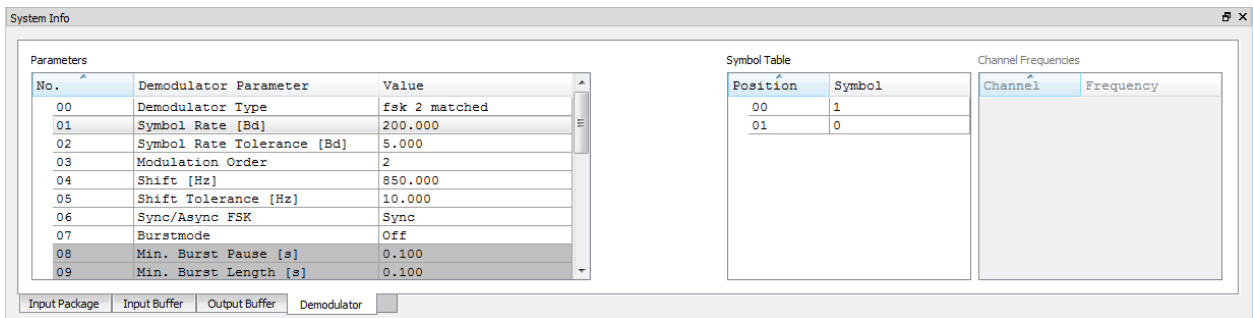 System Info
Parameters Symbol Table Channel Frequencies
No. Demodulator Parameter Value Position Symbol Channel Frequency
00 Demodulator Type fsk 2 matched 00 1
01 Symbol Rate [Bd] 200.000 01 0
02 Symbol Rate Tolerance [Bd] 5.000
03 Modulation Order 2
04 Shift [Hz] 850.000
05 Shift Tolerance [Hz] 10.000
06 Sync/Async FSK Sync
07 Burstmode Off
08 Min. Burst Pause [s] 0.100
09 Min. Burst Length [s] 0.100
Input Package Input Buffer Output Buffer Demodulator